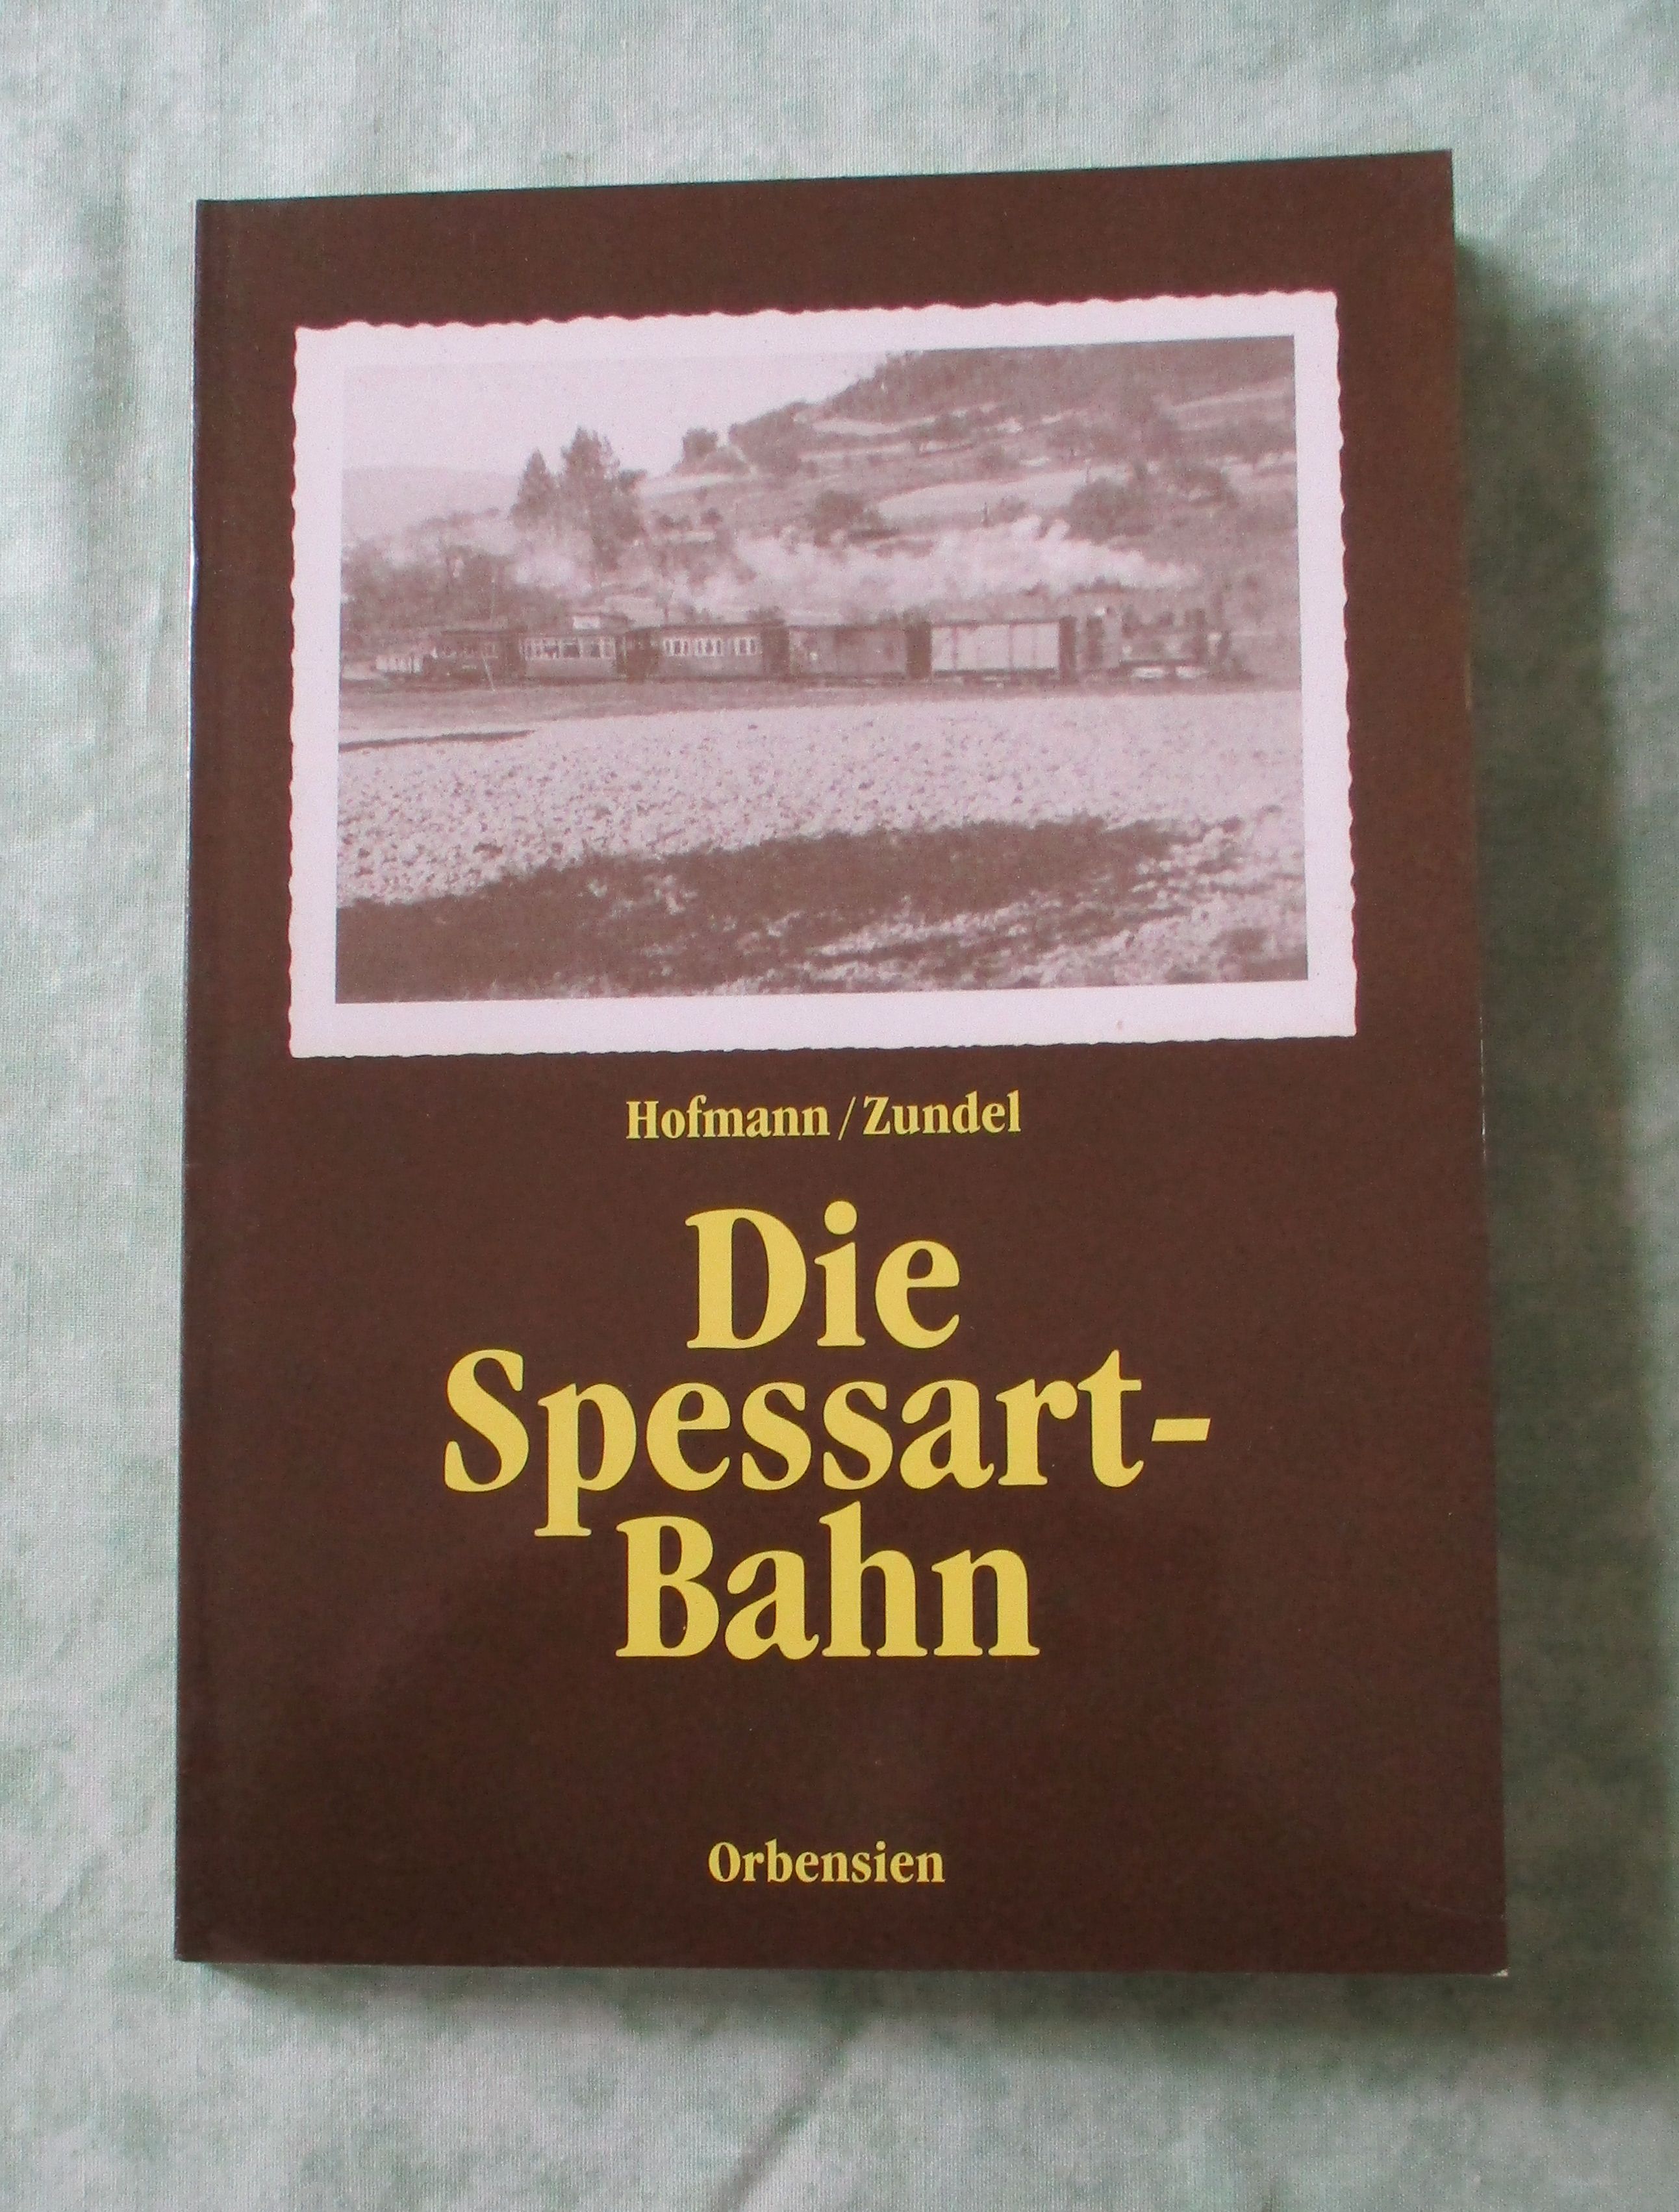 Hofmann / Zundel
Die
Spessart-
Bahn
Orbensien